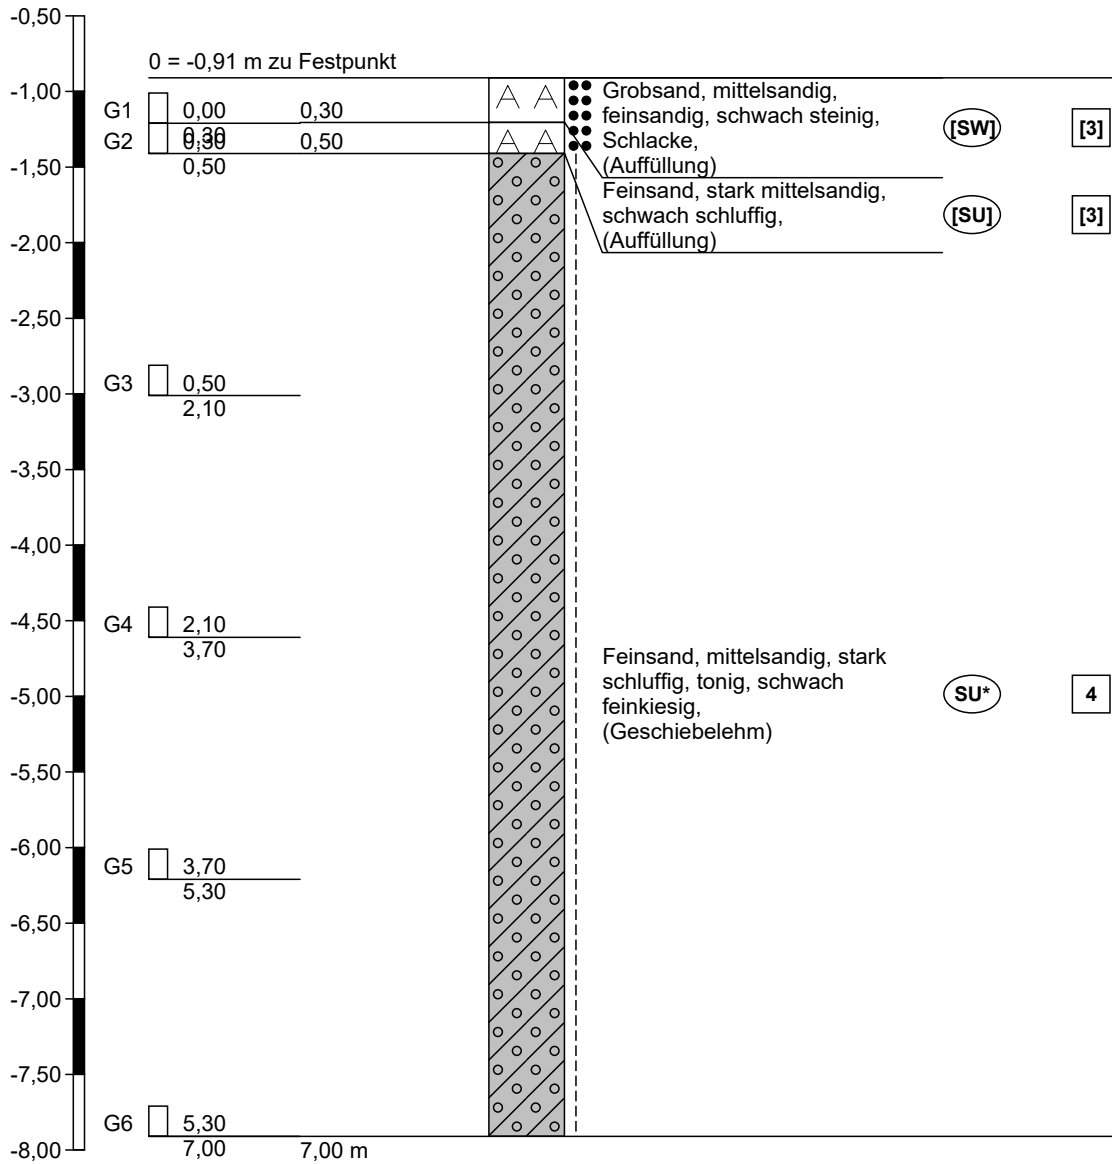 -0,50
0 = -0,91 m zu Festpunkt
-1,00
G1 0,00 0,30
0,30
Grobsand, mittelsandig,
feinsandig, schwach steinig,
Schlacke,
(Auffüllung)
[SW] [3]
G2 0,30 0,50
0,50
-1,50
Feinsand, stark mittelsandig,
schwach schluffig,
(Auffüllung)
[SU] [3]
-2,00
-2,50
G3 0,50
2,10
-3,00
-3,50
-4,00
G4 2,10
3,70
-4,50
Feinsand, mittelsandig, stark
schluffig, tonig, schwach
feinkiesig,
(Geschiebelehm)
SU* 4
-5,00
-5,50
-6,00
G5 3,70
5,30
-6,50
-7,00
-7,50
G6 5,30
7,00 7,00 m
-8,00
A A
A A